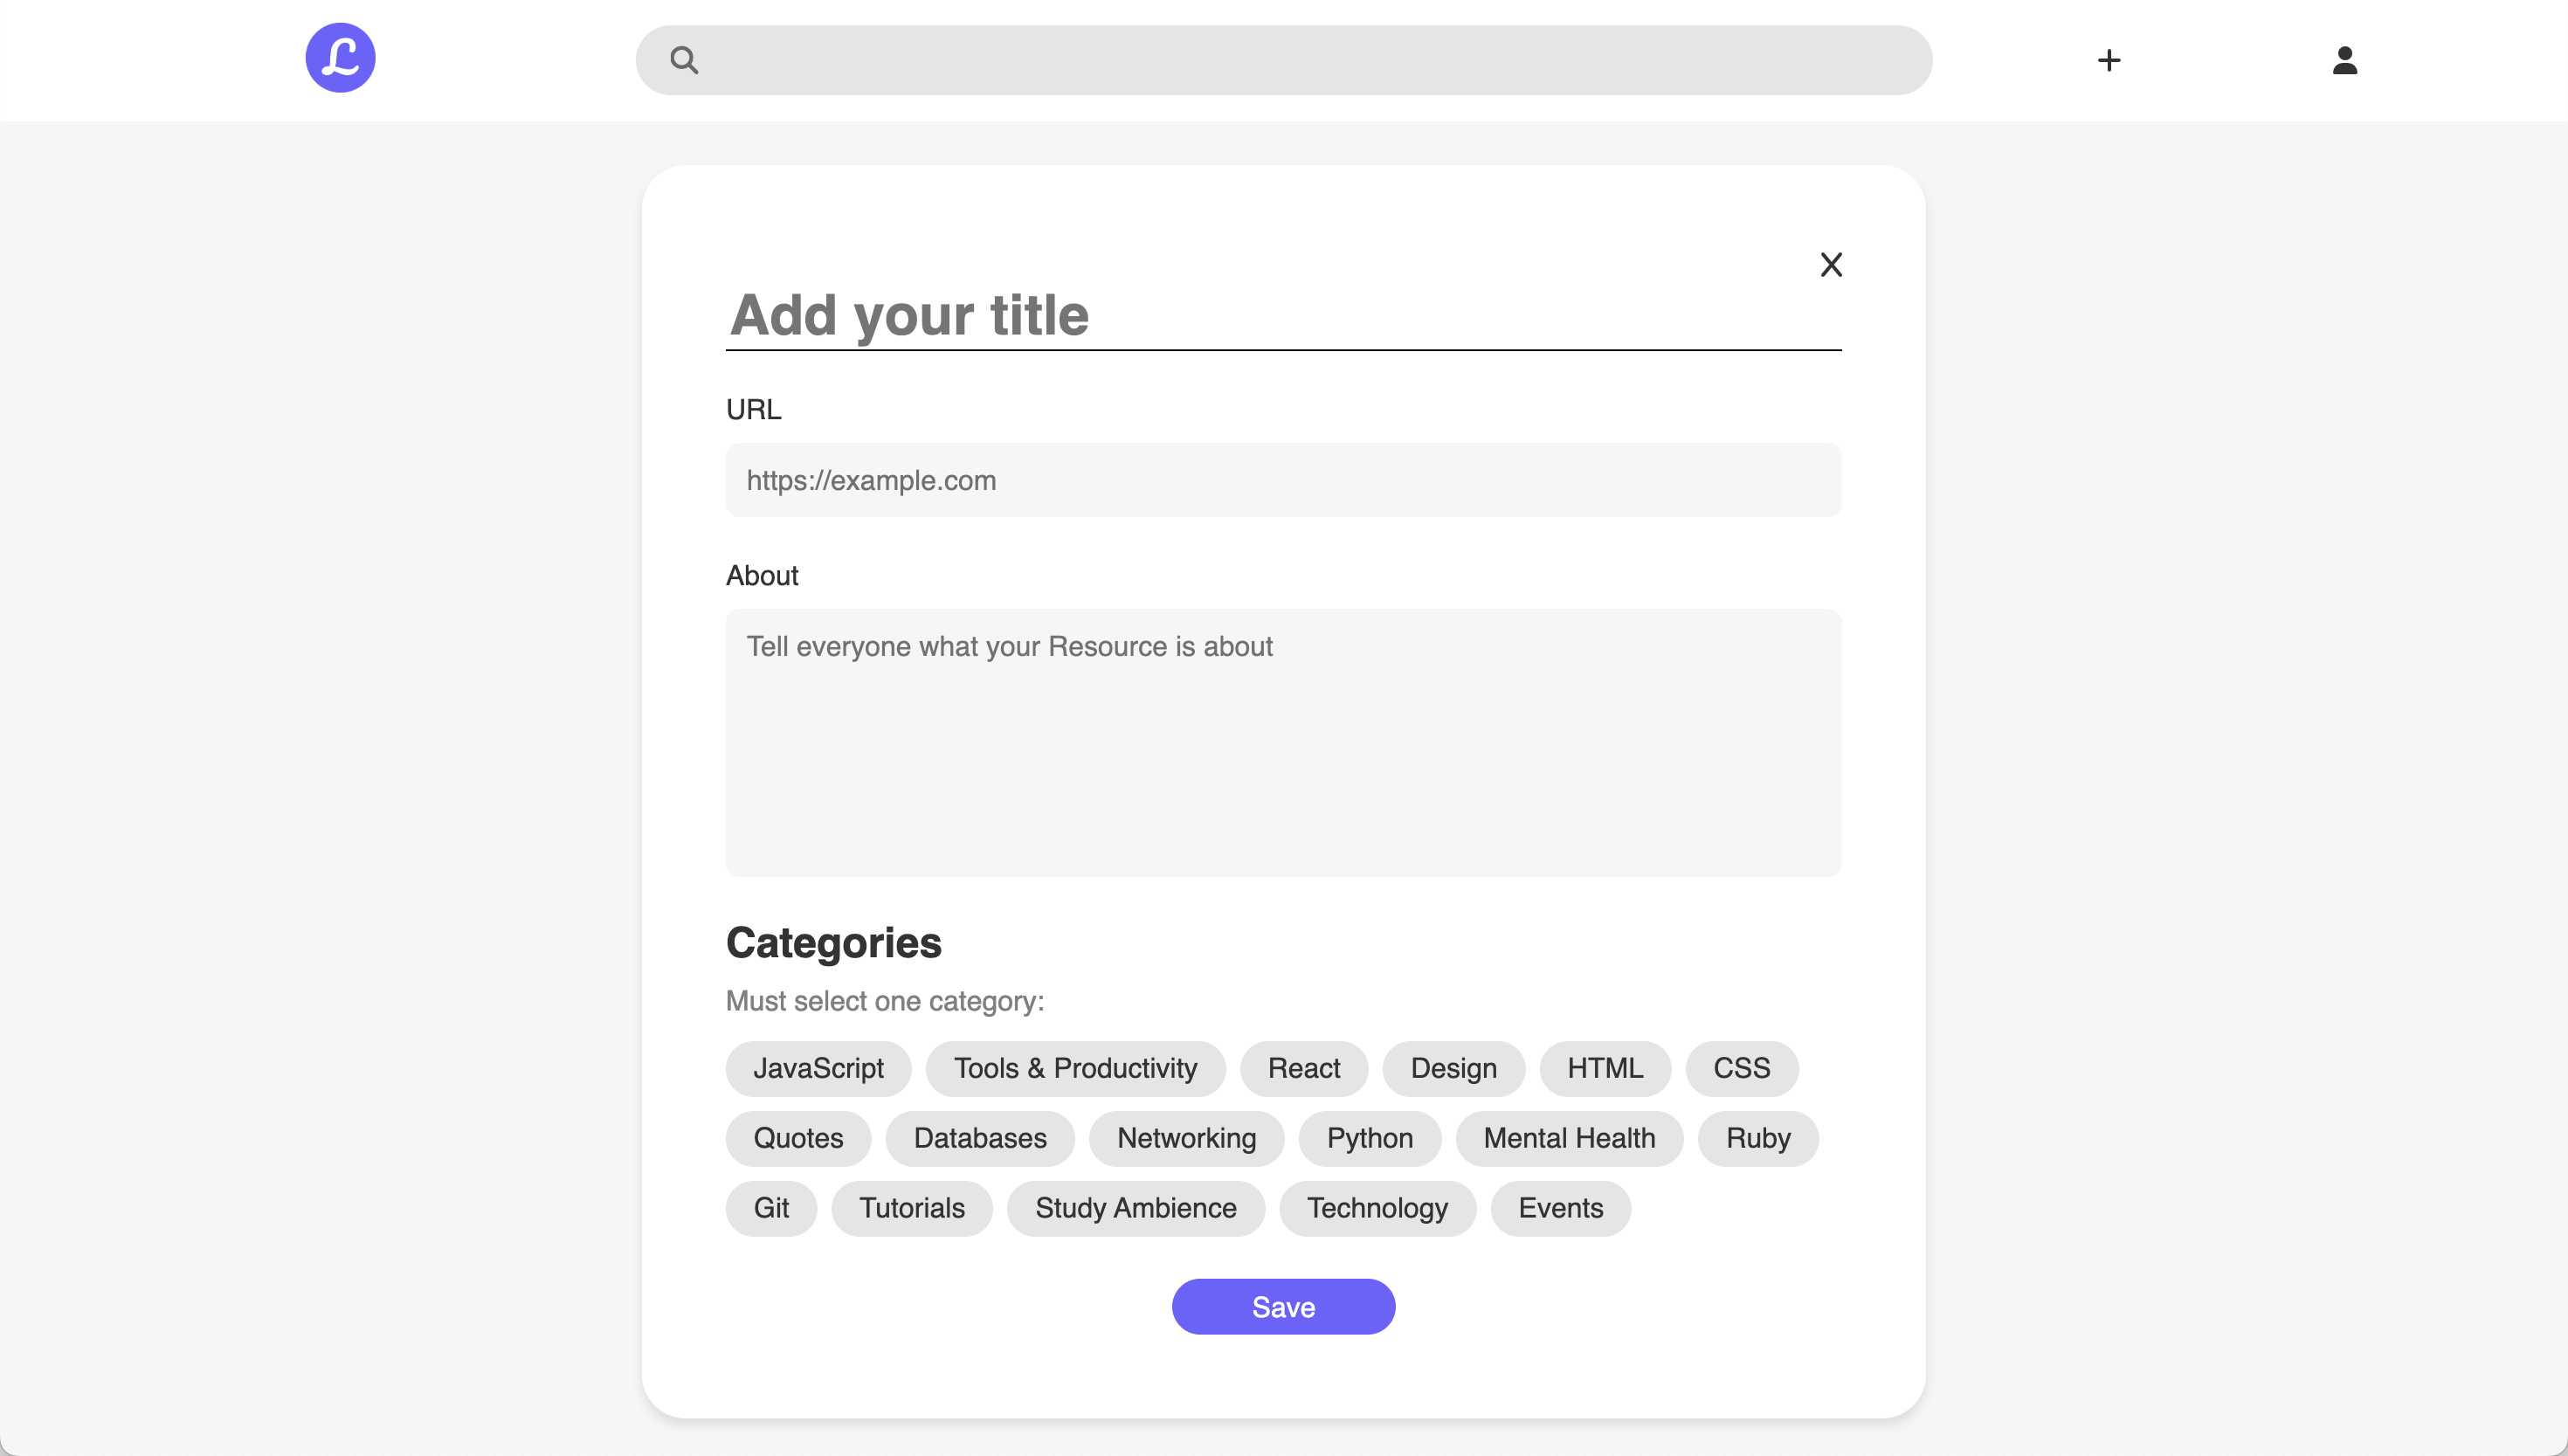 L
Add your title
URL
https://example.com
About
Tell everyone what your Resource is about
Categories
Must select one category:
JavaScript Tools & Productivity React Design HTML CSS
Quotes Databases Networking Python Mental Health Ruby
Git Tutorials Study Ambience Technology Events
Save